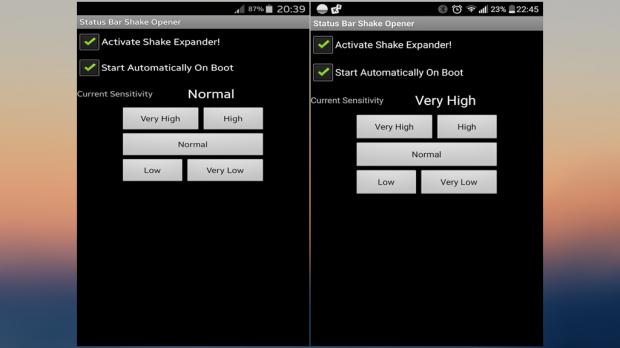 87% 20:39
Status Bar Shake Opener
Activate Shake Expander!
Start Automatically On Boot
Current Sensitivity Normal
Very High High
Normal
Low Very Low
23% 22:45
Status Bar Shake Opener
Activate Shake Expander!
Start Automatically On Boot
Current Sensitivity Very High
Very High High
Normal
Low Very Low